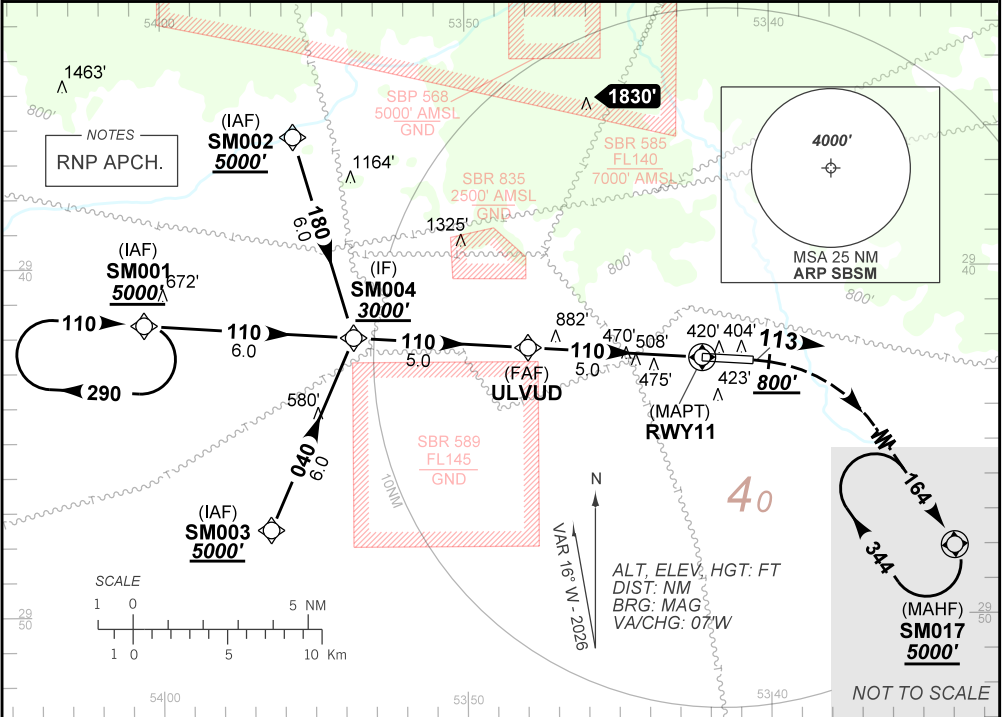 54 00
53 50
53 40
1463'
800'
NOTES
RNP APCH.
(IAF)
SM002
5000'
SBP 568
5000' AMSL
GND
1830'
SBR 585
FL140
7000' AMSL
4000'
MSA 25 NM
ARP SBSM
1164'
SBR 835
2500' AMSL
GND
1325'
180
6.0
800'
800'
29
40
29
40
(IAF)
SM001
5000'
672'
(IF)
SM004
3000'
110
290
110
6.0
110
5.0
882'
110
5.0
470'
508'
475'
420'
404'
423'
113
800'
(FAF)
ULVUD
(MAPT)
RWY11
580'
040
6.0
(IAF)
SM003
5000'
SBR 589
FL145
GND
10NM
40
164
344
N
VAR 16° W - 2026
ALT, ELEV, HGT: FT
DIST: NM
BRG: MAG
VA/CHG: 07'W
(MAHF)
SM017
5000'
NOT TO SCALE
SCALE
1 0 5 NM
1 0 5 10 Km
29
50
29
50
54 00
53 50
53 40